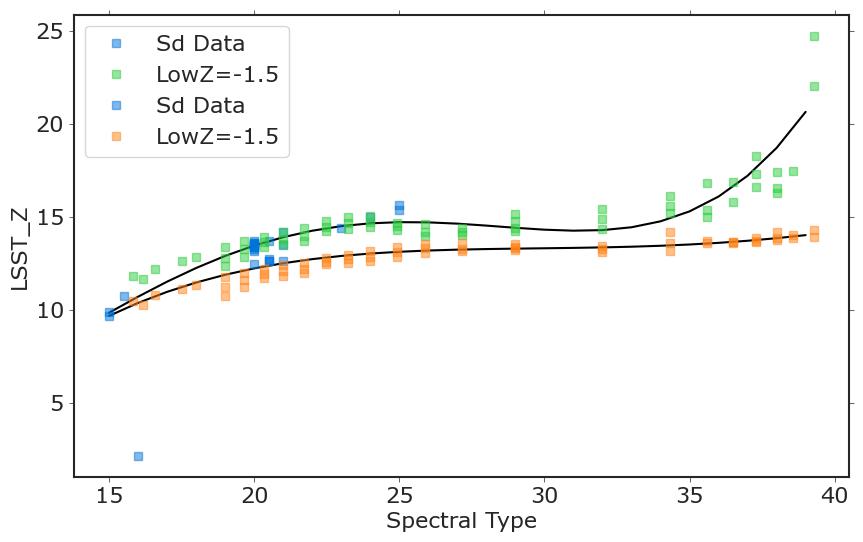 Sd Data
LowZ=-1.5
Sd Data
LowZ=-1.5
25
20
15
10
5
LSST_Z
15 20 25 30 35 40
Spectral Type